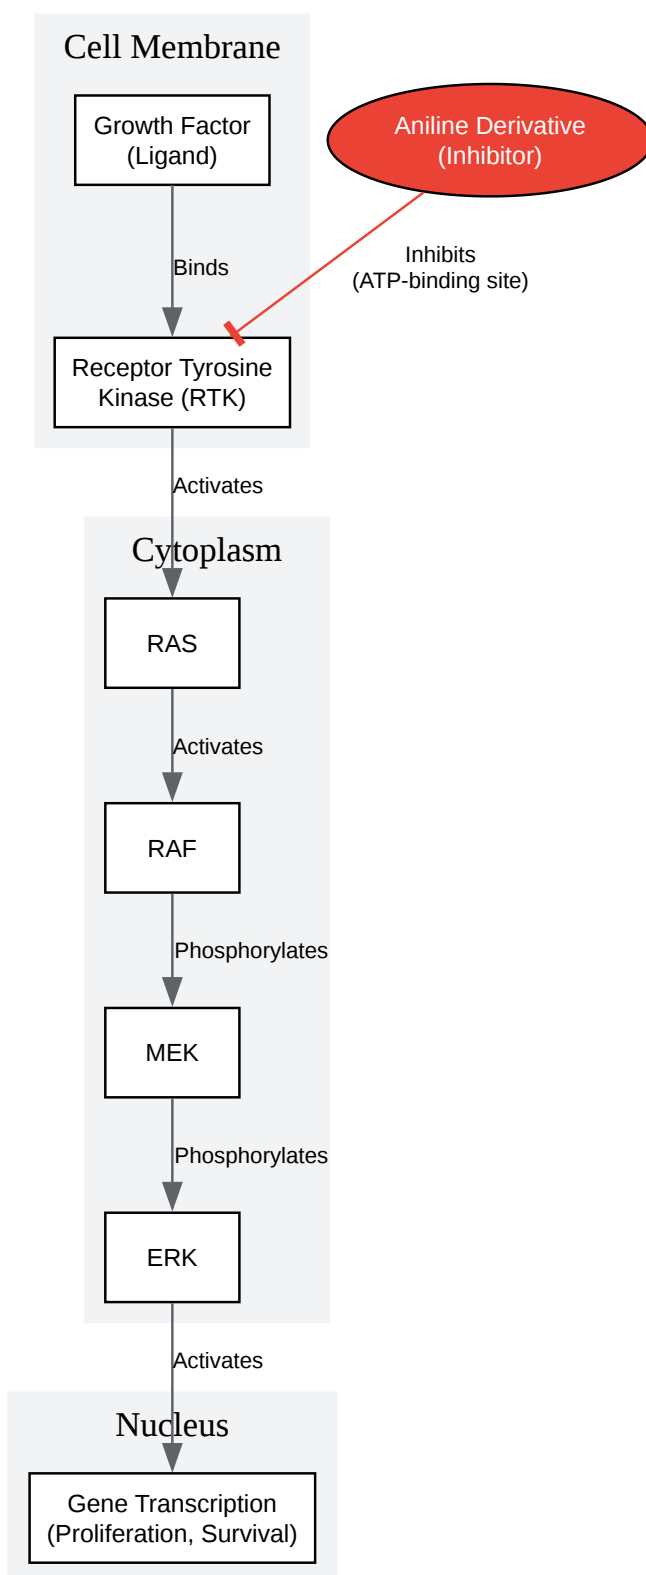 Cell Membrane
Growth Factor
(Ligand)
Aniline Derivative
(Inhibitor)
Inhibits
(ATP-binding site)
Binds
Receptor Tyrosine
Kinase (RTK)
Activates
Cytoplasm
RAS
Activates
RAF
Phosphorylates
MEK
Phosphorylates
ERK
Activates
Nucleus
Gene Transcription
(Proliferation, Survival)